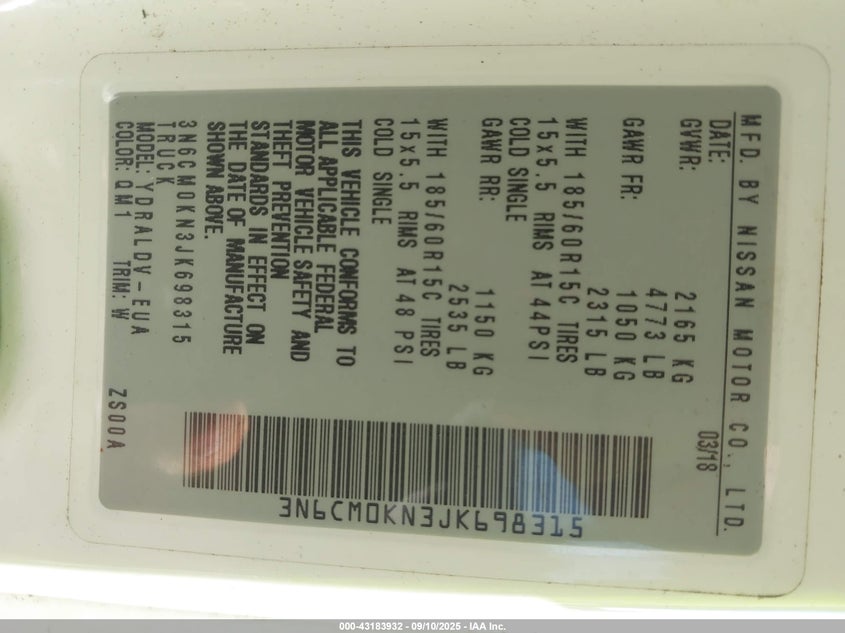 MFD. BY NISSAN MOTOR CO., LTD.
DATE: 03/18
GVWR: 2165 KG
4773 LB
GAWR FR: 1050 KG
2315 LB
WITH 185/60R15C TIRES
15x5.5 RIMS AT 44PSI
COLD SINGLE
GAWR RR: 1150 KG
2535 LB
WITH 185/60R15C TIRES
15x5.5 RIMS AT 48 PSI
COLD SINGLE
THIS VEHICLE CONFORMS TO
ALL APPLICABLE FEDERAL
MOTOR VEHICLE SAFETY AND
THEFT PREVENTION
STANDARDS IN EFFECT ON
THE DATE OF MANUFACTURE
SHOWN ABOVE.
3N6CM0KN3JK698315
TRUCK
MODEL: YDRALDV-EUA
COLOR: QM1 TRIM: W ZS00A
3N6CM0KN3JK698315
000-43183932 - 09/10/2025 - IAA Inc.